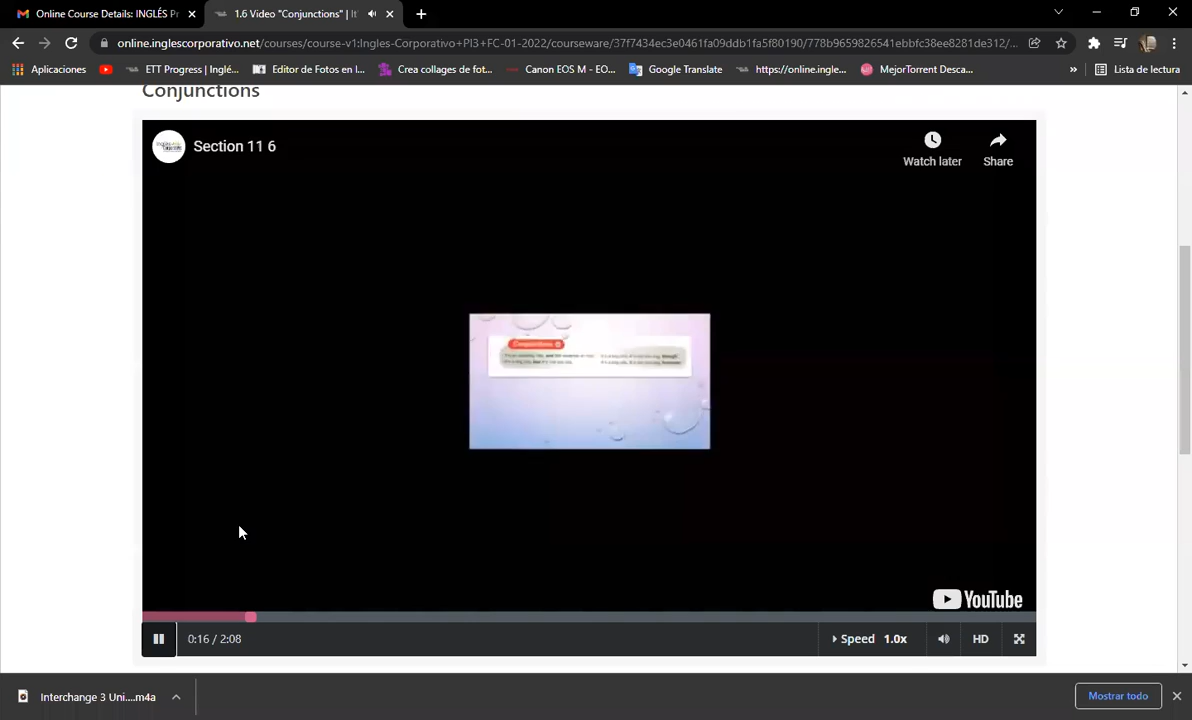 Online Course Details: INGLÉS Pr
1.6 Video "Conjunctions" | It
online.inglescorporativo.net/courses/course-v1:Ingles-Corporativo+PI3+FC-01-2022/courseware/37f7434ec3e0461fa09ddb1fa5f80190/778b9659826541ebbfc38ee8281de312/...
Aplicaciones
ETT Progress | Inglé...
Editor de Fotos en l...
Crea collages de fot...
Canon EOS M - EO...
Google Translate
https://online.ingle...
MejorTorrent Desca...
»
Lista de lectura
Conjunctions
Section 11 6
Watch later
Share
Conjunctions
YouTube
0:16 / 2:08
Speed 1.0x
HD
Interchange 3 Uni....m4a
Mostrar todo